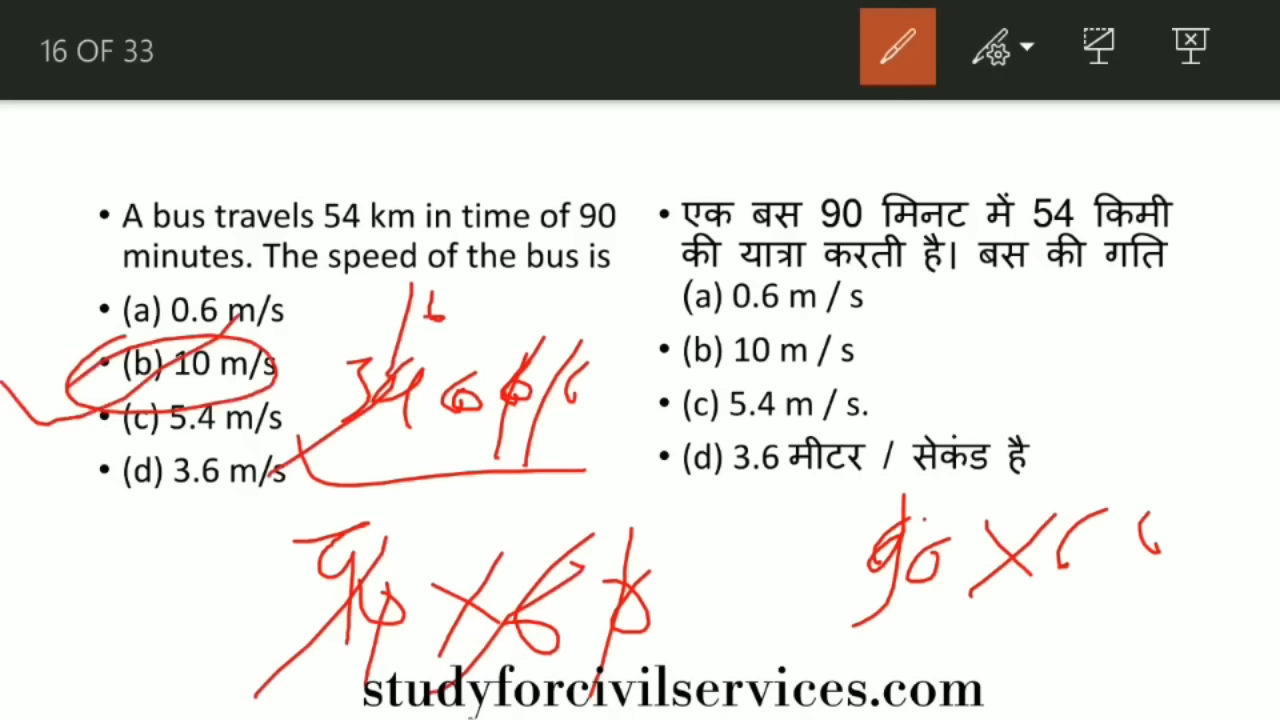 16 OF 33
• A bus travels 54 km in time of 90
minutes. The speed of the bus is
• (a) 0.6 m/s
• (b) 10 m/s
• (c) 5.4 m/s
• (d) 3.6 m/s
• एक बस 90 मिनट में 54 किमी
की यात्रा करती है। बस की गति
(a) 0.6 m / s
• (b) 10 m / s
• (c) 5.4 m / s.
• (d) 3.6 मीटर / सेकंड है
90 X
studyforcivilservices.com